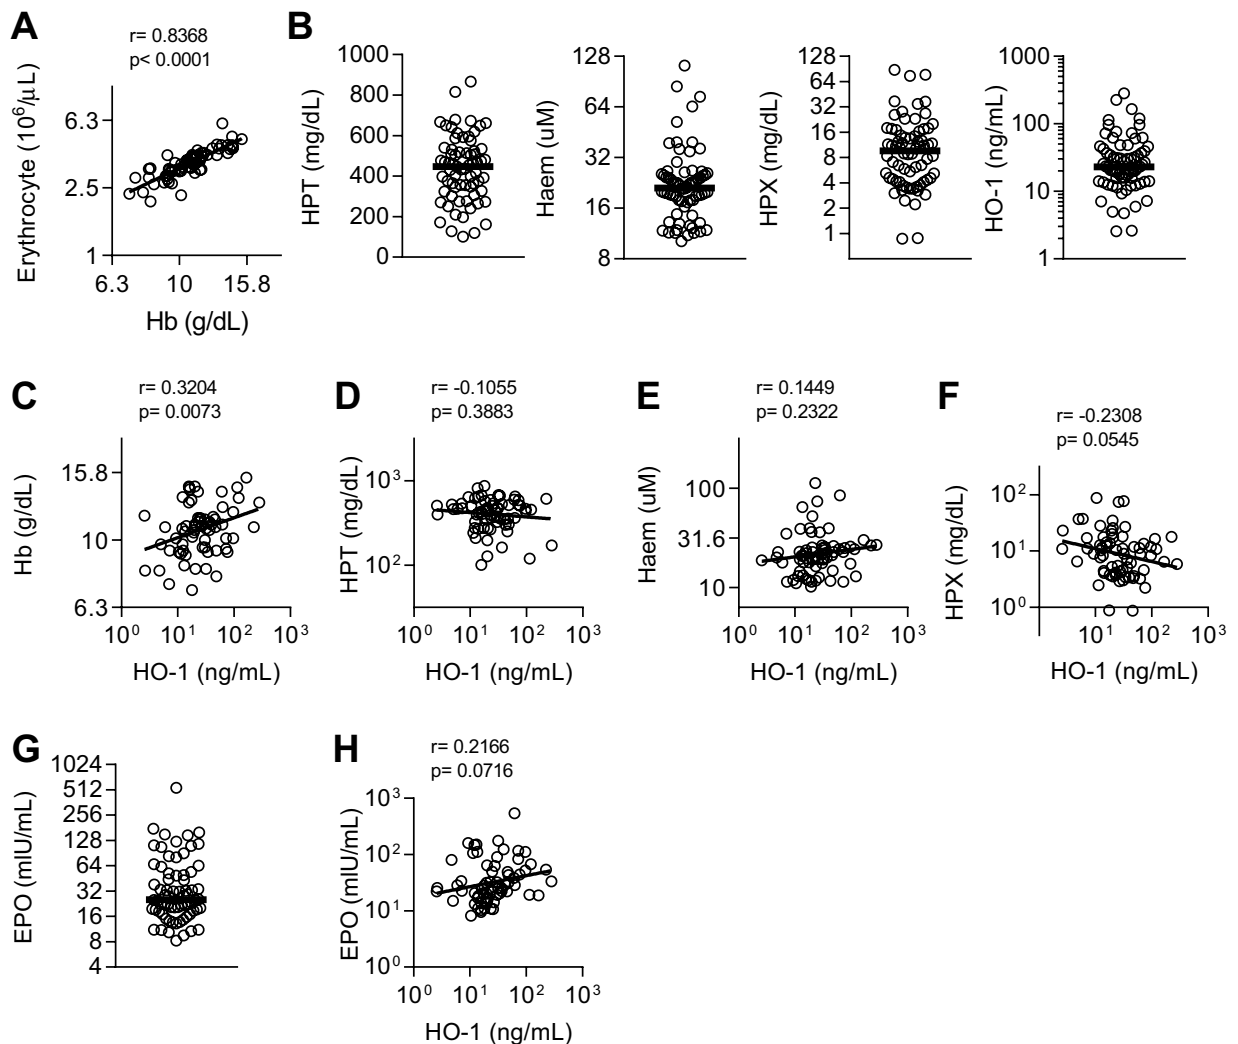 A
r= 0.8368
p< 0.0001
Erythrocyte (10⁶/µL)
6.3
2.5
1
6.3 10 15.8
Hb (g/dL)
B
HPT (mg/dL)
1000
800
600
400
200
0
Haem (uM)
128
64
32
16
8
HPX (mg/dL)
128
64
32
16
8
4
2
1
HO-1 (ng/mL)
1000
100
10
1
C
r= 0.3204
p= 0.0073
Hb (g/dL)
15.8
10
6.3
10⁰ 10¹ 10² 10³
HO-1 (ng/mL)
D
r= -0.1055
p= 0.3883
HPT (mg/dL)
10³
10²
10⁰ 10¹ 10² 10³
HO-1 (ng/mL)
E
r= 0.1449
p= 0.2322
Haem (uM)
100
31.6
10
10⁰ 10¹ 10² 10³
HO-1 (ng/mL)
F
r= -0.2308
p= 0.0545
HPX (mg/dL)
10²
10¹
10⁰
10¹ 10² 10³
HO-1 (ng/mL)
G
EPO (mIU/mL)
1024
512
256
128
64
32
16
8
4
H
r= 0.2166
p= 0.0716
EPO (mIU/mL)
10³
10²
10¹
10⁰
10⁰ 10¹ 10² 10³
HO-1 (ng/mL)